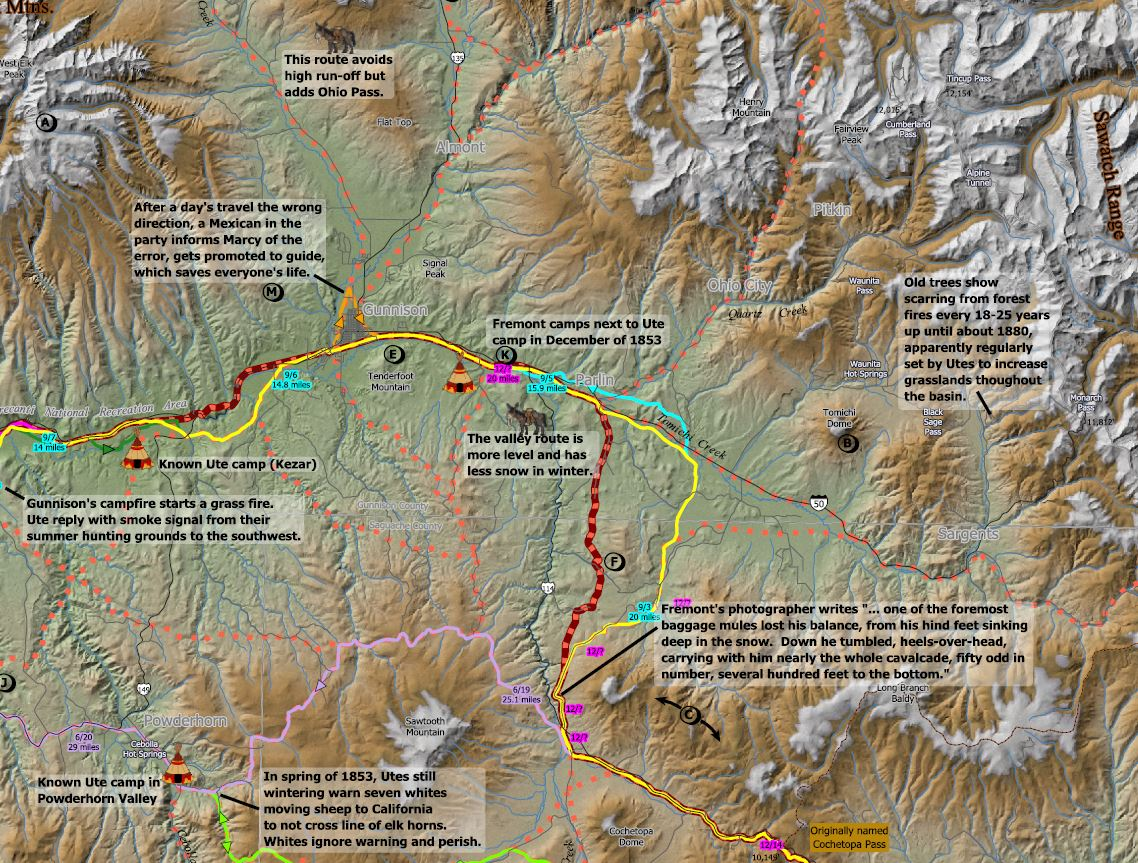 Mtns.
Creek
West Elk
Peak
A
This route avoids
high run-off but
adds Ohio Pass.
135
Flat Top
Almont
Henry
Mountain
Tincup Pass
12,154'
12,015'
Cumberland
Pass
Fairview
Peak
Alpine
Tunnel
Sawatch Range
Pitkin
After a day's travel the wrong
direction, a Mexican in the
party informs Marcy of the
error, gets promoted to guide,
which saves everyone's life.
M
Signal
Peak
Gunnison
Ohio City
Quartz Creek
Waunita
Pass
Old trees show
scarring from forest
fires every 18-25 years
up until about 1880,
apparently regularly
set by Utes to increase
grasslands thoughout
the basin.
Fremont camps next to Ute
camp in December of 1853
E
K
12/?
20 miles
9/5
15.9 miles
Parlin
9/6
14.8 miles
Tenderfoot
Mountain
Waunita
Hot Springs
Monarch
Pass
11,812'
Tomichi
Dome
B
Black
Sage
Pass
recanti National Recreation Area
Tomichi Creek
9/7
14 miles
Known Ute camp (Kezar)
The valley route is
more level and has
less snow in winter.
Gunnison's campfire starts a grass fire.
Ute reply with smoke signal from their
summer hunting grounds to the southwest.
Gunnison County
Saguache County
50
Sargents
F
114
9/3
20 miles
12/?
Fremont's photographer writes "... one of the foremost
baggage mules lost his balance, from his hind feet sinking
deep in the snow. Down he tumbled, heels-over-head,
carrying with him nearly the whole cavalcade, fifty odd in
number, several hundred feet to the bottom."
12/?
J
149
6/19
25.1 miles
12/?
C
Long Branch
Baldy
Powderhorn
Sawtooth
Mountain
12/?
6/20
29 miles
Cebolla
Hot Springs
Known Ute camp in
Powderhorn Valley
In spring of 1853, Utes still
wintering warn seven whites
moving sheep to California
to not cross line of elk horns.
Whites ignore warning and perish.
Cochetopa
Dome
Originally named
Cochetopa Pass
12/14
10,149'